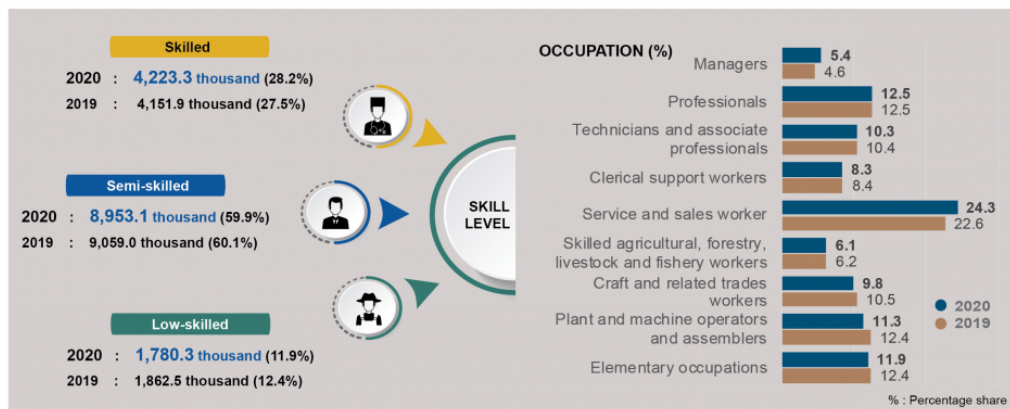 Skilled
2020 : 4,223.3 thousand (28.2%)
2019 : 4,151.9 thousand (27.5%)
Semi-skilled
2020 : 8,953.1 thousand (59.9%)
2019 : 9,059.0 thousand (60.1%)
Low-skilled
2020 : 1,780.3 thousand (11.9%)
2019 : 1,862.5 thousand (12.4%)
SKILL
LEVEL
OCCUPATION (%)
Managers
5.4
4.6
Professionals
12.5
12.5
Technicians and associate
professionals
10.3
10.4
Clerical support workers
8.3
8.4
Service and sales worker
24.3
22.6
Skilled agricultural, forestry,
livestock and fishery workers
6.1
6.2
Craft and related trades
workers
9.8
10.5
Plant and machine operators
and assemblers
11.3
12.4
Elementary occupations
11.9
12.4
2020
2019
% : Percentage share